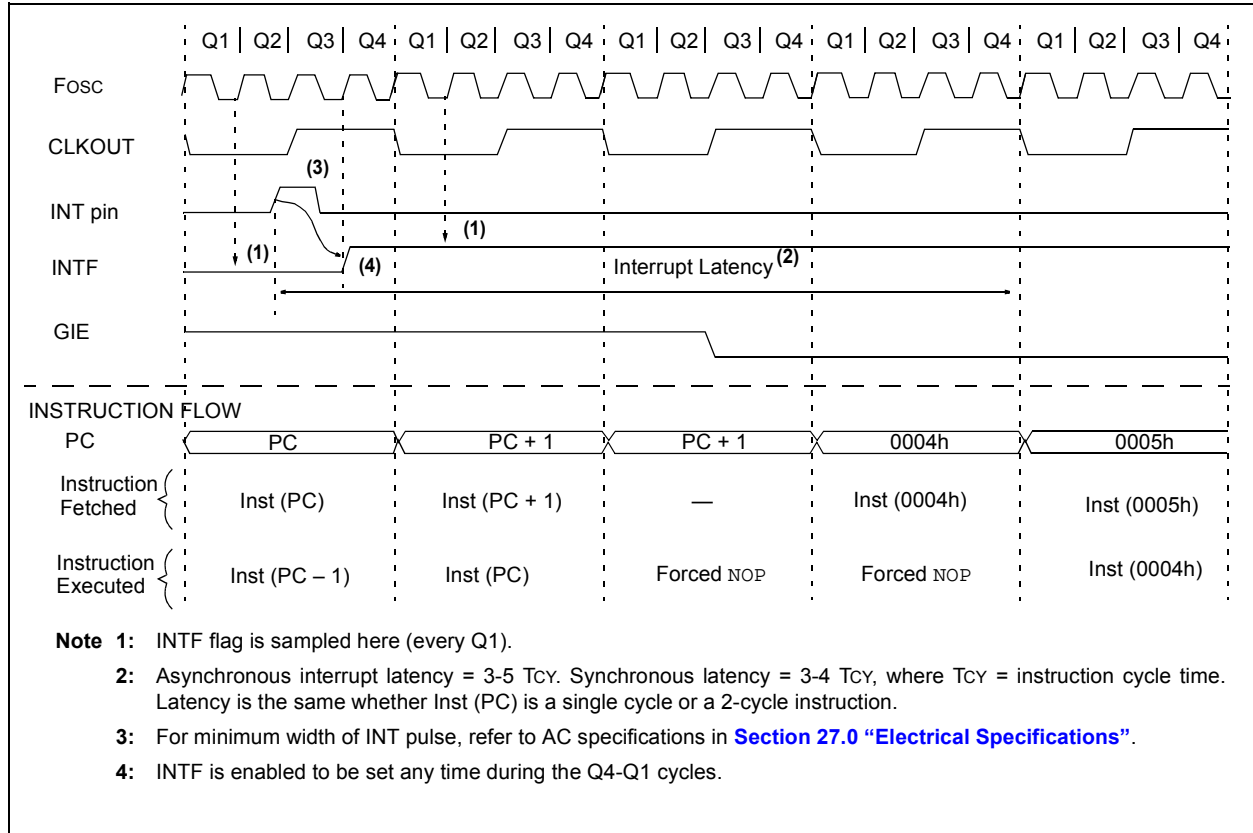 Q1 | Q2 | Q3 | Q4 Q1 | Q2 | Q3 | Q4 Q1 | Q2 | Q3 | Q4 Q1 | Q2 | Q3 | Q4 Q1 | Q2 | Q3 | Q4
FOSC
CLKOUT
(3)
INT pin
(1)
(1)
INTF
(4)
Interrupt Latency (2)
GIE
INSTRUCTION FLOW
PC PC PC + 1 PC + 1 0004h 0005h
Instruction
Fetched
Inst (PC) Inst (PC + 1) — Inst (0004h) Inst (0005h)
Instruction
Executed
Inst (PC – 1) Inst (PC) Forced NOP Forced NOP Inst (0004h)
Note 1: INTF flag is sampled here (every Q1).
2: Asynchronous interrupt latency = 3-5 TCY. Synchronous latency = 3-4 TCY, where TCY = instruction cycle time.
Latency is the same whether Inst (PC) is a single cycle or a 2-cycle instruction.
3: For minimum width of INT pulse, refer to AC specifications in Section 27.0 “Electrical Specifications”.
4: INTF is enabled to be set any time during the Q4-Q1 cycles.